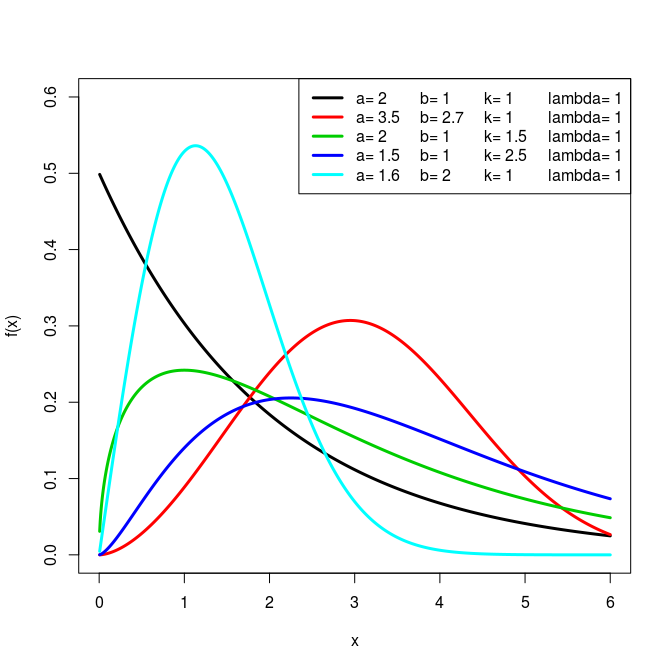 a= 2 b= 1 k= 1 lambda= 1
a= 3.5 b= 2.7 k= 1 lambda= 1
a= 2 b= 1 k= 1.5 lambda= 1
a= 1.5 b= 1 k= 2.5 lambda= 1
a= 1.6 b= 2 k= 1 lambda= 1
0.6
0.5
0.4
0.3
0.2
0.1
0.0
f(x)
0 1 2 3 4 5 6
x